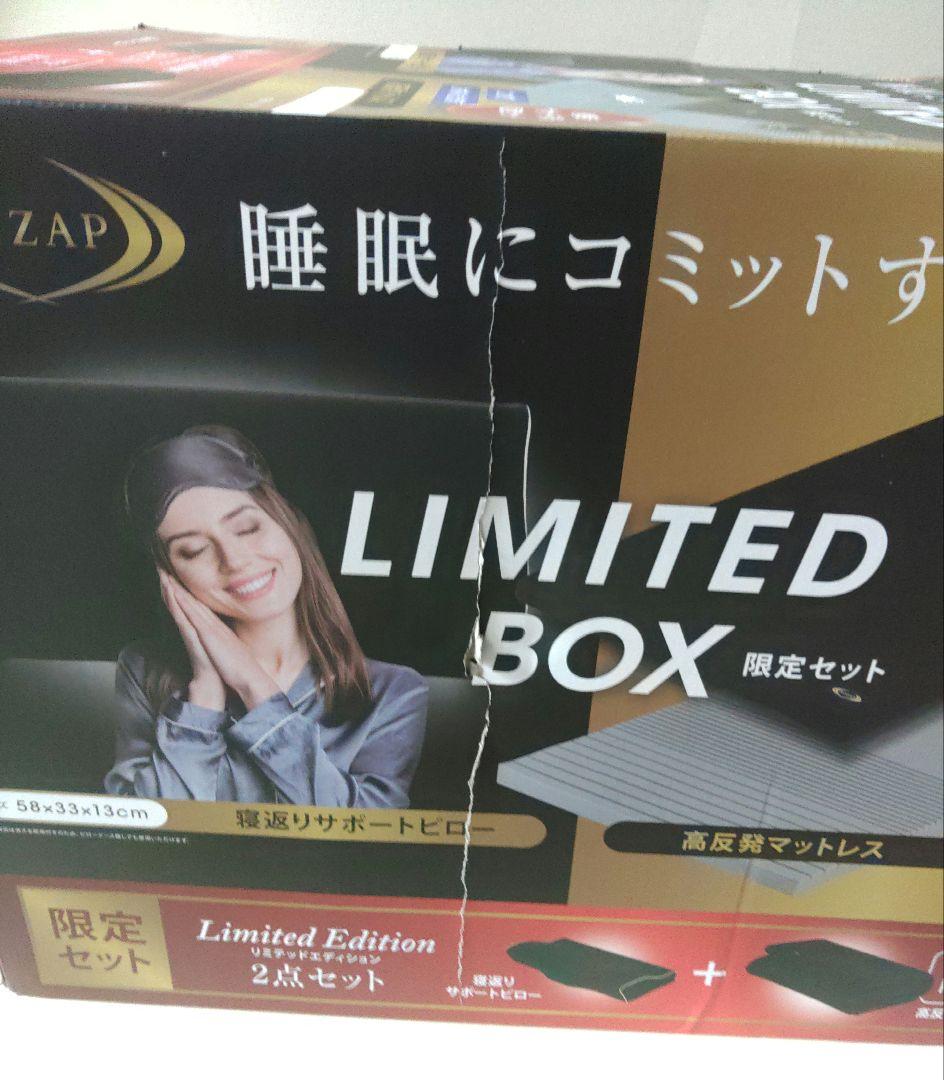 ZAP
睡眠にコミットす
LIMITED
BOX 限定セット
58×33×13cm
寝返りサポートピロー
高反発マットレス
限定
セット
Limited Edition
リミテッドエディション
2点セット
寝返り
サポートピロー
+
高反